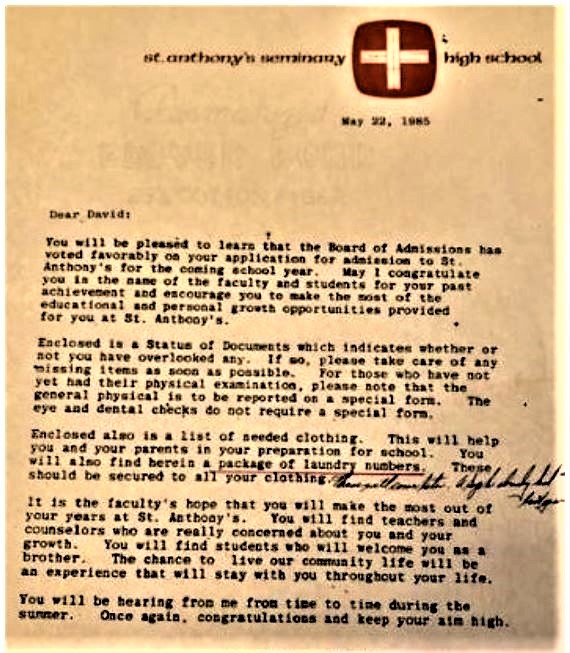 st. anthony's seminary high school
May 22, 1985
Dear David:
You will be pleased to learn that the Board of Admissions has
voted favorably on your application for admission to St.
Anthony's for the coming school year. May I congratulate
you is the name of the faculty and students for your past
achievement and encourage you to make the most of the
educational and personal growth opportunities provided
for you at St. Anthony's.
Enclosed is a Status of Documents which indicates whether or
not you have overlooked any. If so, please take care of any
missing items as soon as possible. For those who have not
yet had their physical examination, please note that the
general physical is to be reported on a special form. The
eye and dental checks do not require a special form.
Enclosed also is a list of needed clothing. This will help
you and your parents in your preparation for school. You
will also find herein a package of laundry numbers. These
should be secured to all your clothing.
It is the faculty's hope that you will make the most out of
your years at St. Anthony's. You will find teachers and
counselors who are really concerned about you and your
growth. You will find students who will welcome you as a
brother. The chance to live our community life will be
an experience that will stay with you throughout your life.
You will be hearing from me from time to time during the
summer. Once again, congratulations and keep your aim high.